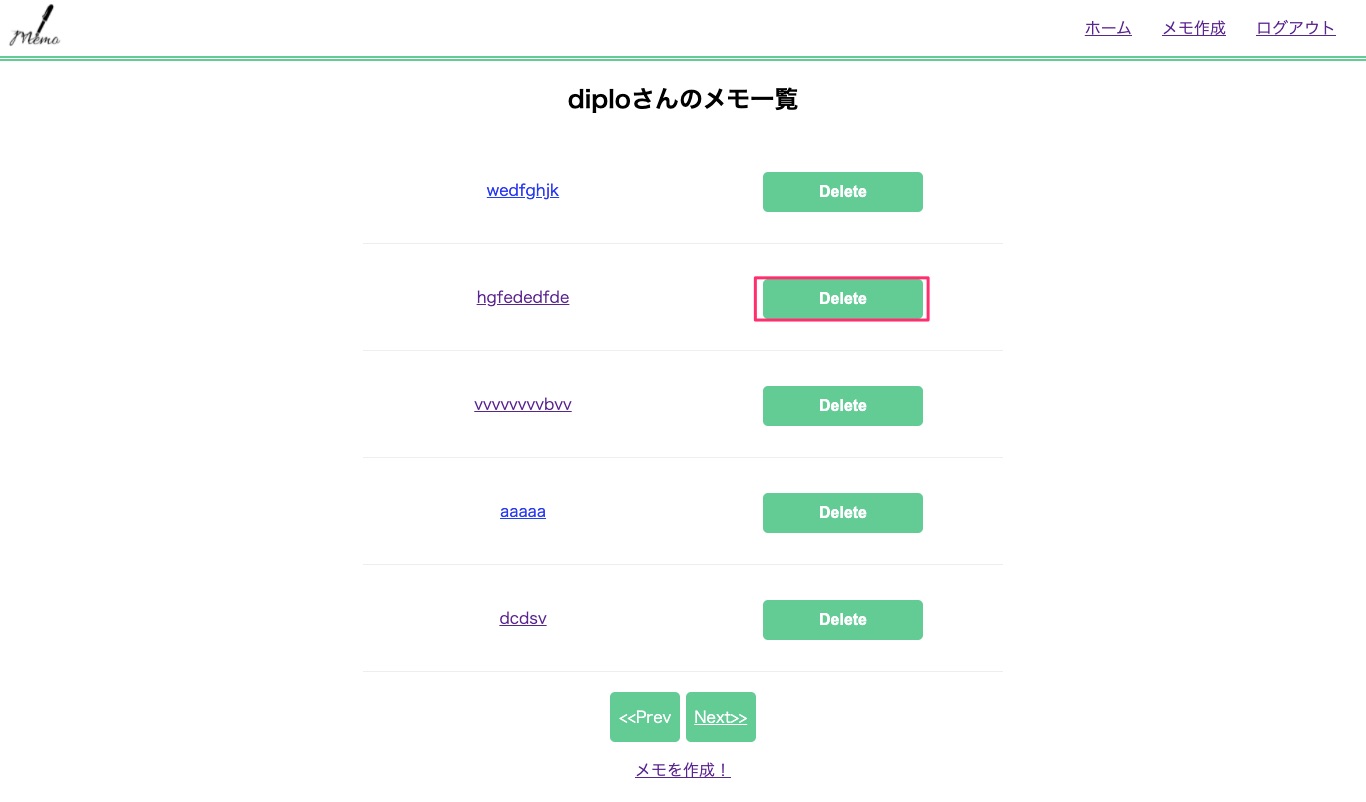 Memo
ホーム メモ作成 ログアウト
diploさんのメモ一覧
wedfghjk Delete
hgfededfde Delete
vvvvvvvvbvv Delete
aaaaa Delete
dcdsv Delete
<<Prev Next>>
メモを作成！